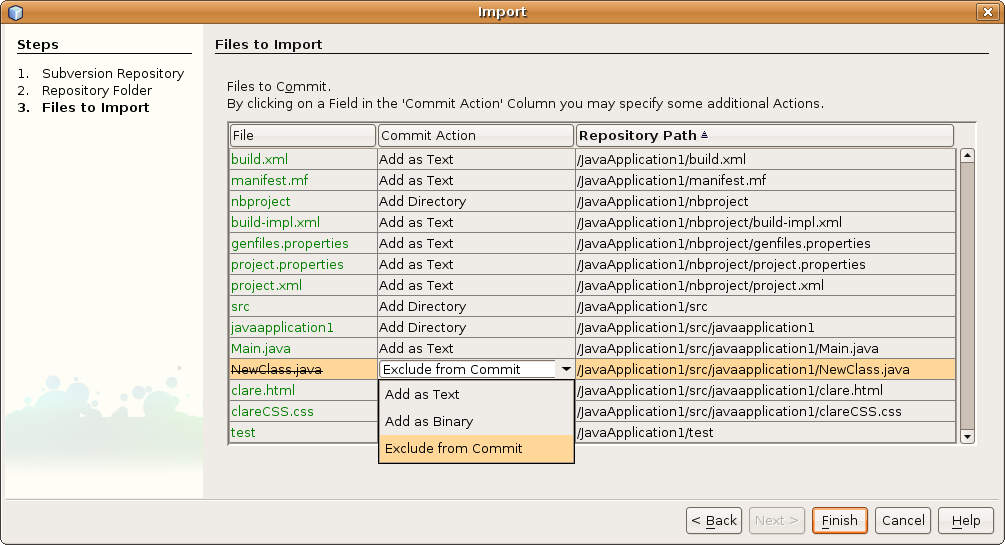 Import
Steps
1. Subversion Repository
2. Repository Folder
3. Files to Import
Files to Import
Files to Commit.
By clicking on a Field in the 'Commit Action' Column you may specify some additional Actions.
File Commit Action Repository Path
build.xml Add as Text /JavaApplication1/build.xml
manifest.mf Add as Text /JavaApplication1/manifest.mf
nbproject Add Directory /JavaApplication1/nbproject
build-impl.xml Add as Text /JavaApplication1/nbproject/build-impl.xml
genfiles.properties Add as Text /JavaApplication1/nbproject/genfiles.properties
project.properties Add as Text /JavaApplication1/nbproject/project.properties
project.xml Add as Text /JavaApplication1/nbproject/project.xml
src Add Directory /JavaApplication1/src
javaapplication1 Add Directory /JavaApplication1/src/javaapplication1
Main.java Add as Text /JavaApplication1/src/javaapplication1/Main.java
NewClass.java Exclude from Commit /JavaApplication1/src/javaapplication1/NewClass.java
clare.html /JavaApplication1/src/javaapplication1/clare.html
clareCSS.css /JavaApplication1/src/javaapplication1/clareCSS.css
test /JavaApplication1/test
Add as Text
Add as Binary
Exclude from Commit
< Back Next > Finish Cancel Help